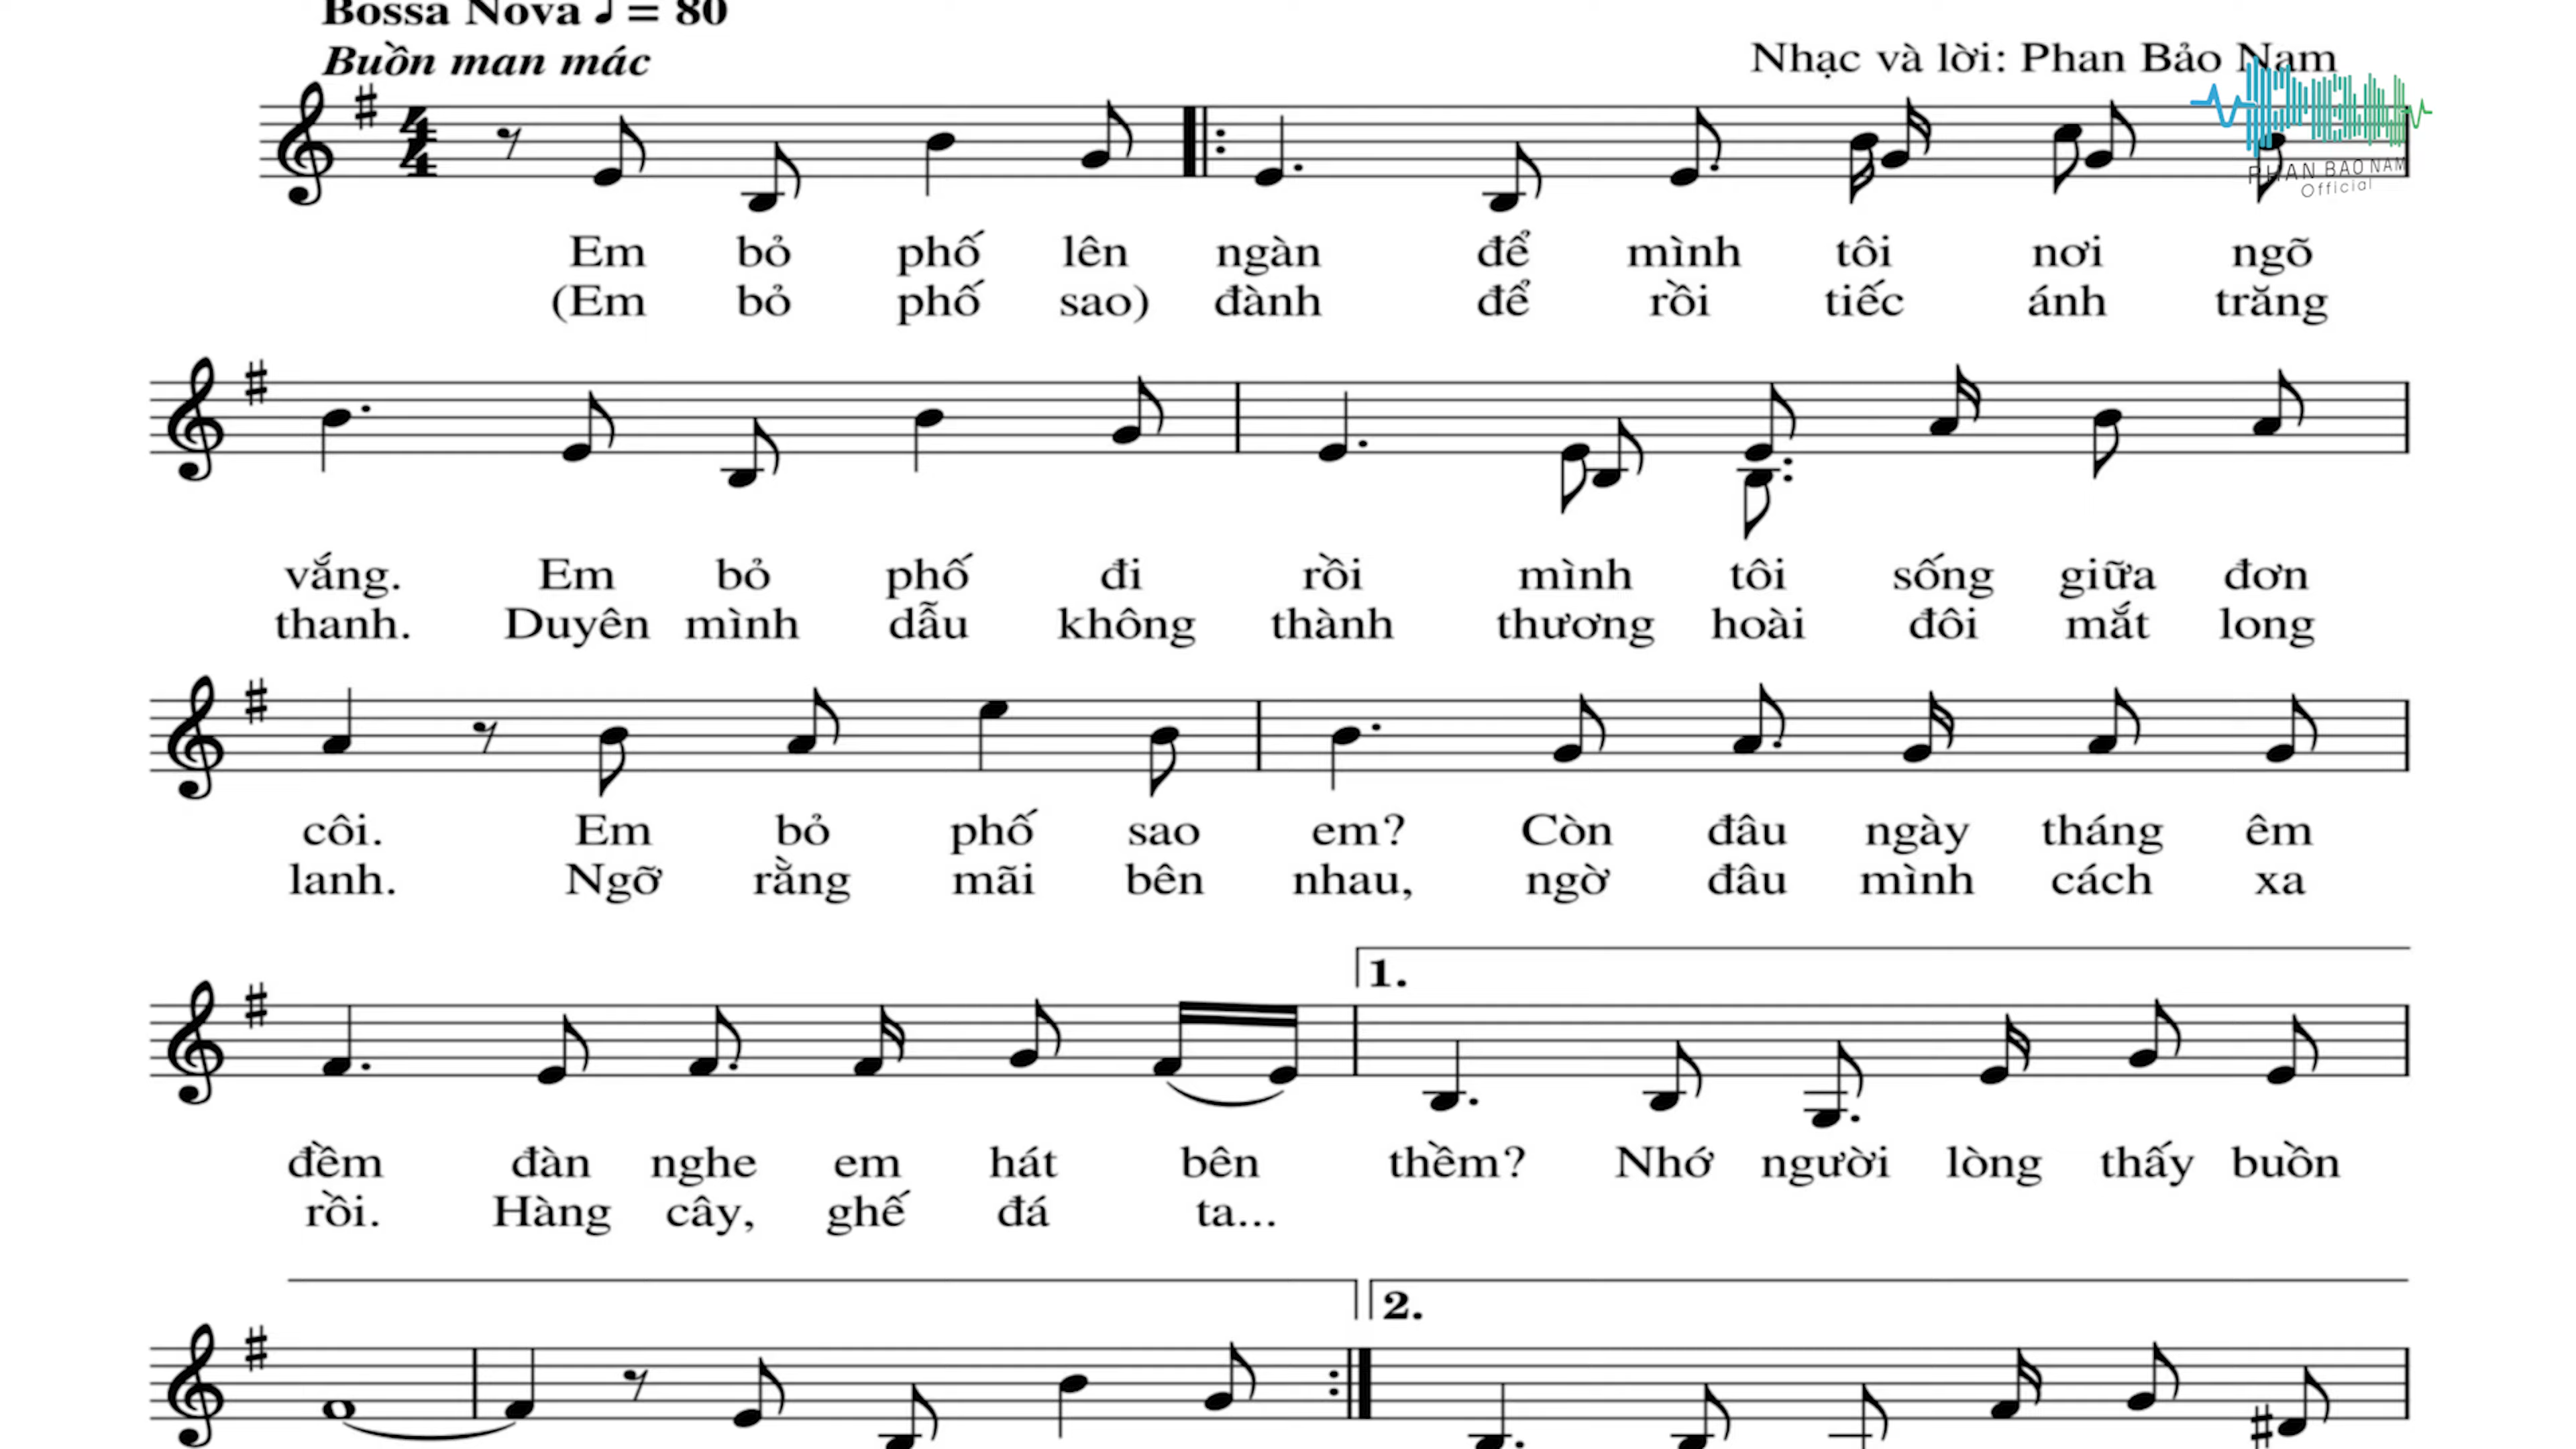 Bossa Nova ♩ = 80
Buồn man mác
Nhạc và lời: Phan Bảo Nam
PHAN BAO NAM
Official
Em bỏ phố lên ngàn để mình tôi nơi ngõ
(Em bỏ phố sao) đành để rồi tiếc ánh trăng
vắng. Em bỏ phố đi rồi mình tôi sống giữa đơn
thanh. Duyên mình dẫu không thành thương hoài đôi mắt long
côi. Em bỏ phố sao em? Còn đâu ngày tháng êm
lanh. Ngỡ rằng mãi bên nhau, ngờ đâu mình cách xa
1.
đềm đàn nghe em hát bên thềm? Nhớ người lòng thấy buồn
rồi. Hàng cây, ghế đá ta...
2.